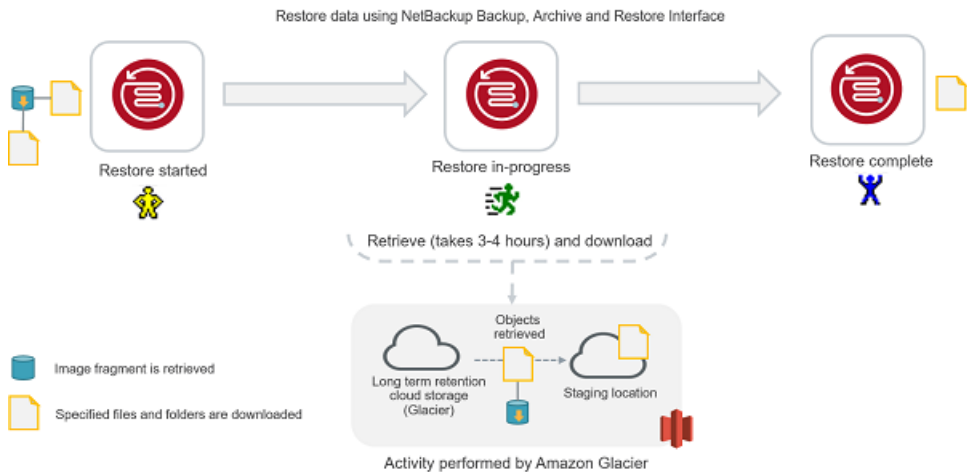 Restore data using NetBackup Backup, Archive and Restore Interface
Restore started
Restore in-progress
Restore complete
Retrieve (takes 3-4 hours) and download
Objects
retrieved
Long term retention
cloud storage
(Glacier)
Staging location
Image fragment is retrieved
Specified files and folders are downloaded
Activity performed by Amazon Glacier